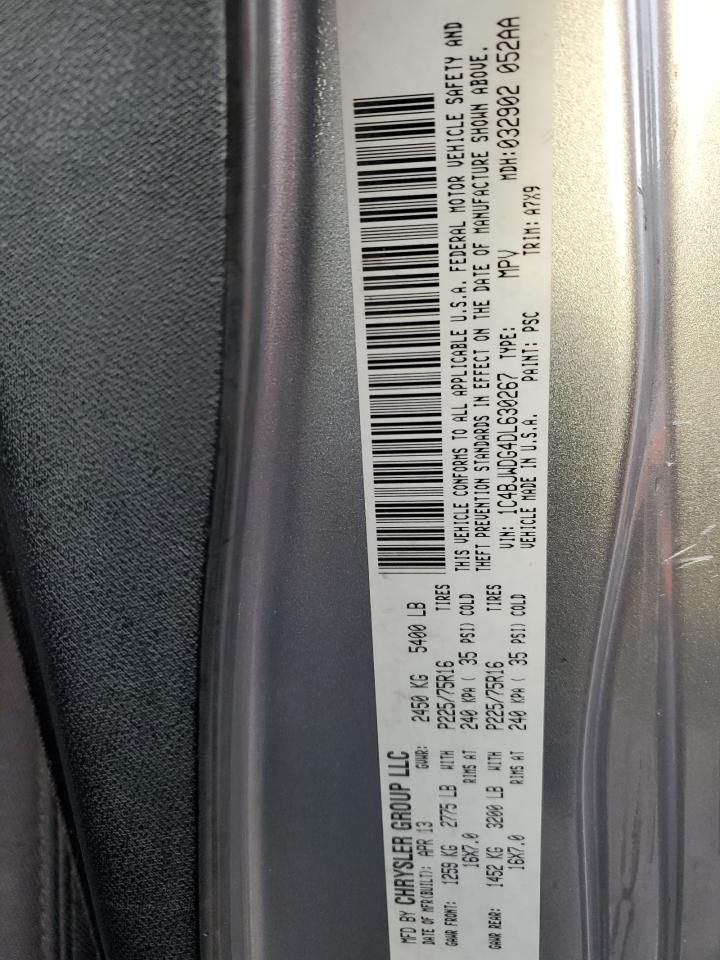 MFD BY CHRYSLER GROUP LLC
DATE OF MFR(BUILT): APR 13 GVWR: 2450 KG 5400 LB
GAWR FRONT: 1259 KG 2775 LB WITH P225/75R16 TIRES
16X7.0 RIMS AT 240 KPA ( 35 PSI) COLD
GAWR REAR: 1452 KG 3200 LB WITH P225/75R16 TIRES
16X7.0 RIMS AT 240 KPA ( 35 PSI) COLD
THIS VEHICLE CONFORMS TO ALL APPLICABLE U.S.A. FEDERAL MOTOR VEHICLE SAFETY AND
THEFT PREVENTION STANDARDS IN EFFECT ON THE DATE OF MANUFACTURE SHOWN ABOVE.
VIN: 1C4BJWDG4DL630267 TYPE: MPV MDH:032902 052AA
VEHICLE MADE IN U.S.A. PAINT: PSC TRIM: A7X9